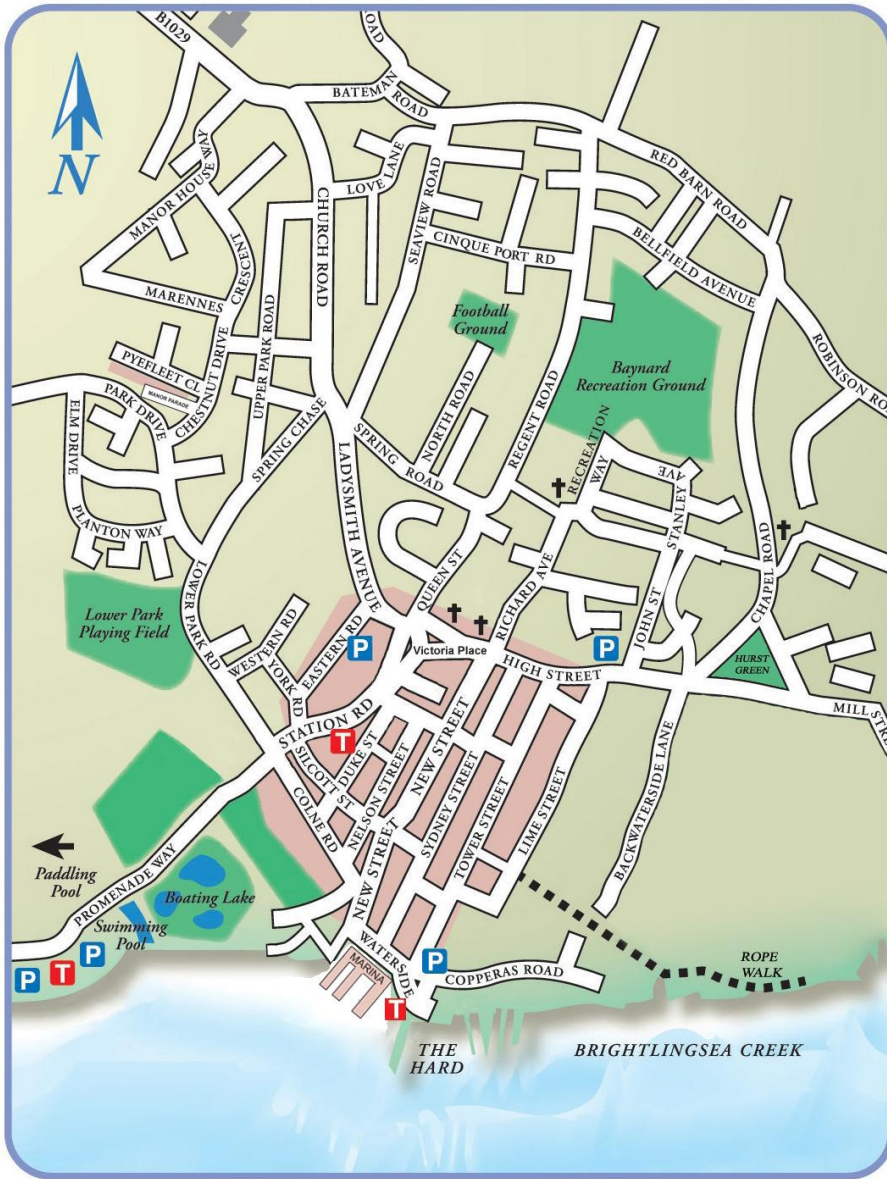 B1029
ROAD
BATEMAN
ROAD
N
MANOR HOUSE WAY
LOVE LANE
RED BARN ROAD
CHURCH ROAD
SEAVIEW ROAD
CINQUE PORT RD
BELLFIELD AVENUE
MARENNES
CRESCENT
UPPER PARK ROAD
Football
Ground
Baynard
Recreation Ground
ROBINSON RO
PYEFLEET CL
MANOR PARADE
CHESTNUT DRIVE
PARK DRIVE
ELM DRIVE
SPRING CHASE
SPRING ROAD
NORTH ROAD
REGENT ROAD
RECREATION
WAY
STANLEY
AVE
PLANTON WAY
LADYSMITH AVENUE
LOWER PARK RD
QUEEN ST
RICHARD AVE
JOHN ST
CHAPEL ROAD
Lower Park
Playing Field
WESTERN RD
EASTERN RD
P
YORK RD
Victoria Place
P
HIGH STREET
HURST
GREEN
MILL STR
STATION RD
T
SILCOTT ST
DUKE ST
NELSON STREET
NEW STREET
SYDNEY STREET
TOWER STREET
LIME STREET
BACKWATERSIDE LANE
COLNE RD
NEW STREET
Paddling
Pool
PROMENADE WAY
Boating Lake
Swimming
Pool
P
T
P
WATERSIDE
MARINA
P
COPPERAS ROAD
ROPE
WALK
T
THE
HARD
BRIGHTLINGSEA CREEK